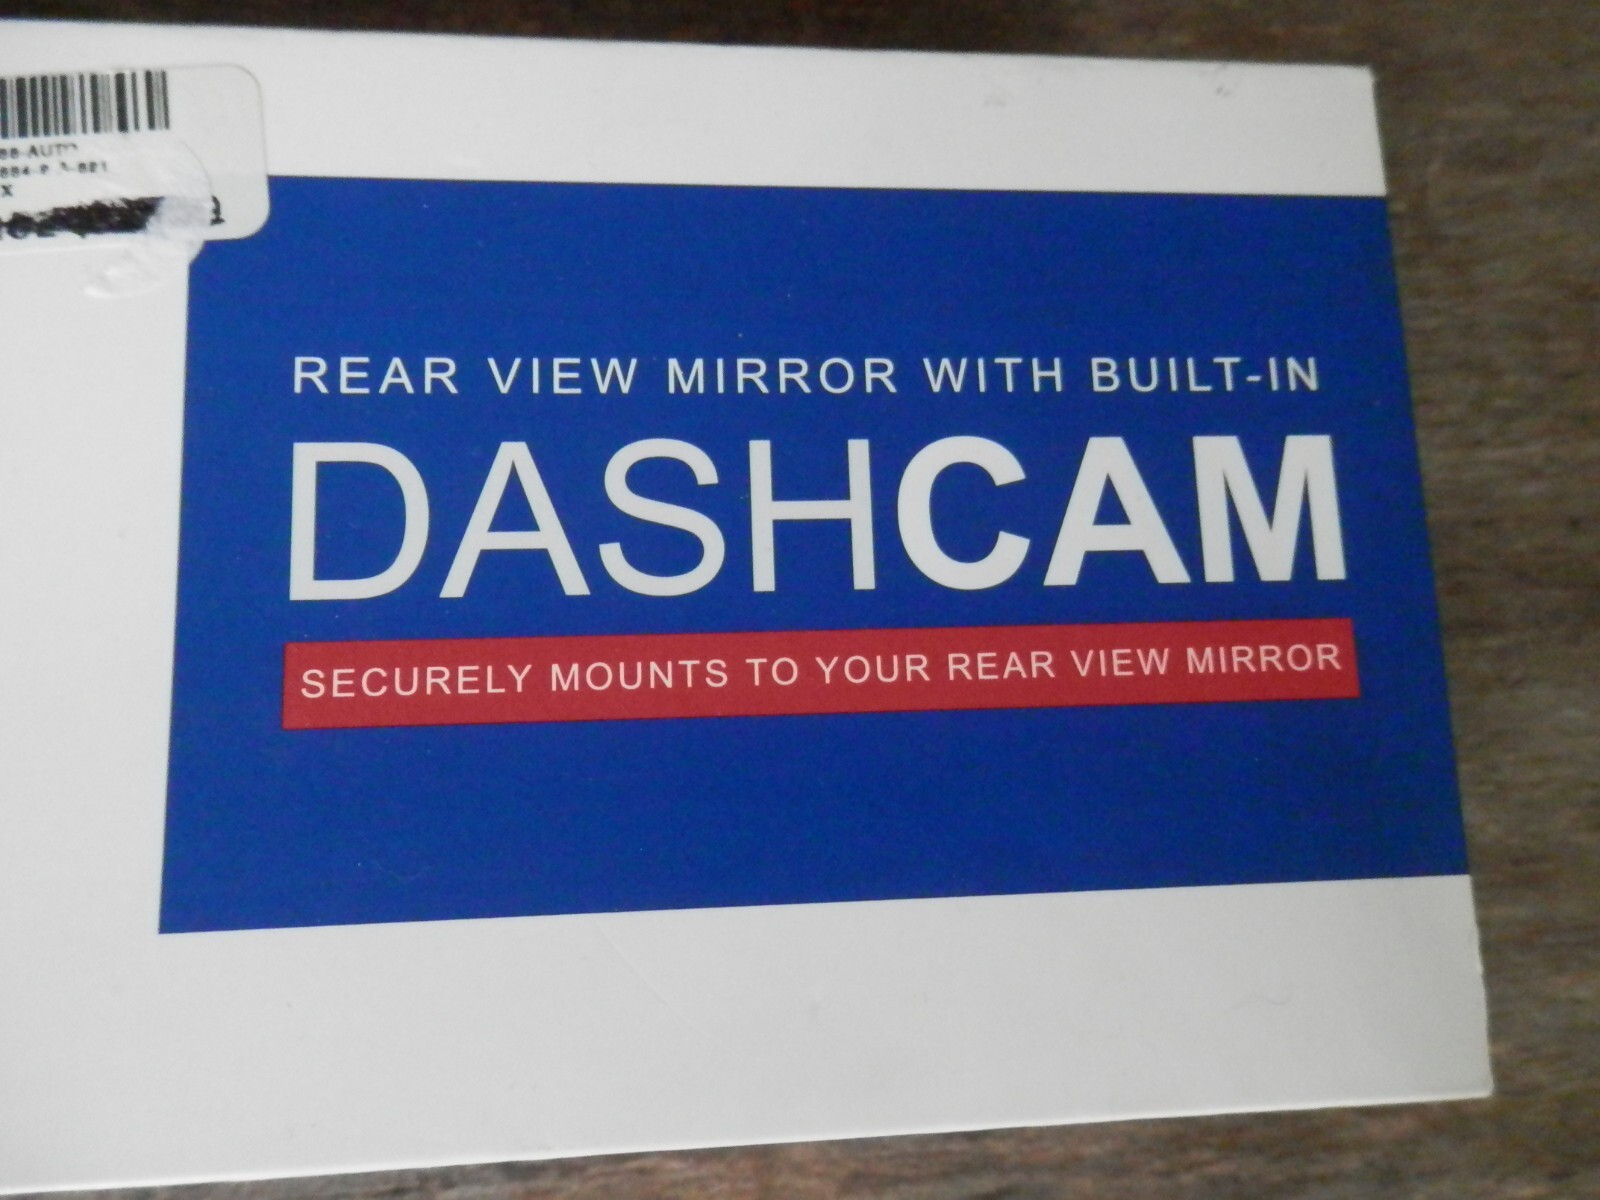 REAR VIEW MIRROR WITH BUILT-IN
DASHCAM
SECURELY MOUNTS TO YOUR REAR VIEW MIRROR